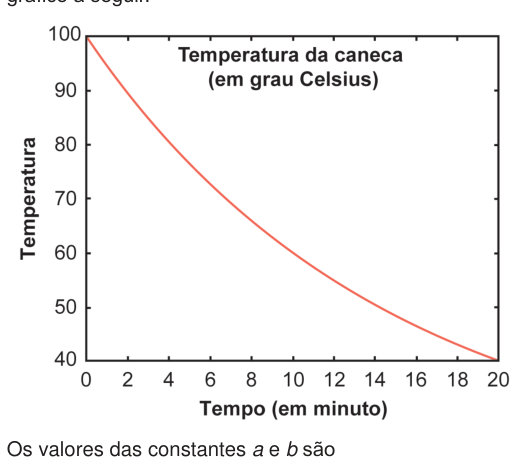 gráfico a seguir.
Temperatura da caneca
(em grau Celsius)
100
90
80
70
60
50
40
Temperatura
0 2 4 6 8 10 12 14 16 18 20
Tempo (em minuto)
Os valores das constantes a e b são